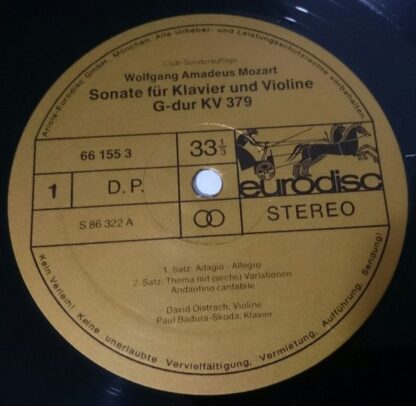 Ariola-Eurodisc GmbH, München. Alle Urheber- und Leistungsschutzrechte vorbehalten.
Club-Sonderauflage
Wolfgang Amadeus Mozart
Sonate für Klavier und Violine
G-dur KV 379
66 155 3
33 1/3
1
D. P.
eurodisc
S 86 322 A
STEREO
1. Satz: Adagio - Allegro
2. Satz: Thema mit (sechs) Variationen
Andantino cantabile
David Oistrach, Violine
Paul Badura-Skoda, Klavier
Kein Verleih! Keine unerlaubte Vervielfältigung, Vermietung, Aufführung, Sendung!